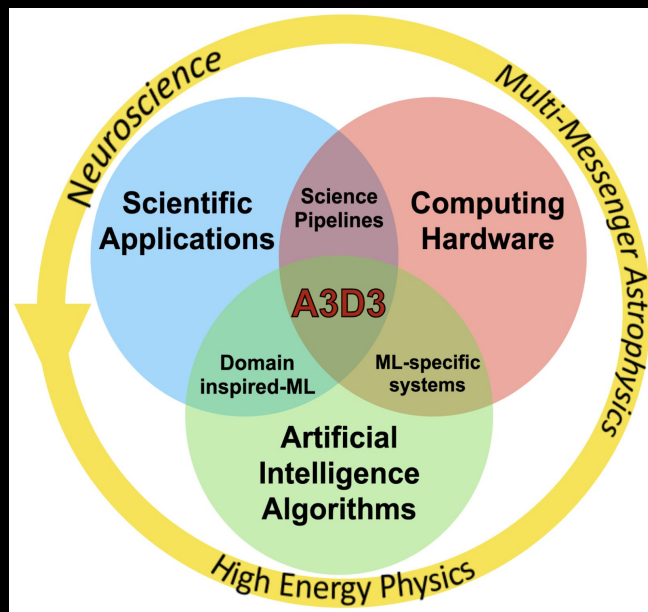 Neuroscience
Multi-Messenger Astrophysics
Scientific
Applications
Science
Pipelines
Computing
Hardware
A3D3
Domain
inspired-ML
ML-specific
systems
Artificial
Intelligence
Algorithms
High Energy Physics